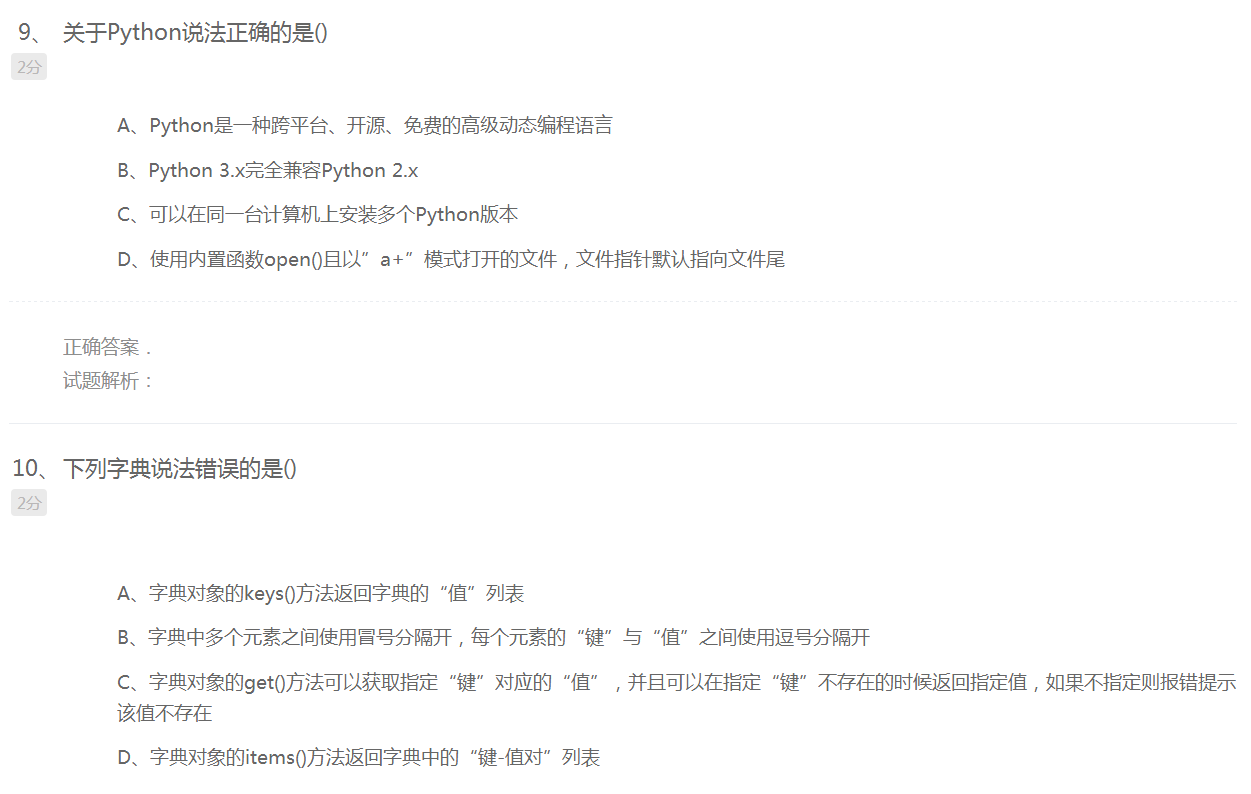 9、 关于Python说法正确的是()
2分
A、Python是一种跨平台、开源、免费的高级动态编程语言
B、Python 3.x完全兼容Python 2.x
C、可以在同一台计算机上安装多个Python版本
D、使用内置函数open()且以”a+”模式打开的文件，文件指针默认指向文件尾
正确答案．
试题解析：
10、 下列字典说法错误的是()
2分
A、字典对象的keys()方法返回字典的“值”列表
B、字典中多个元素之间使用冒号分隔开，每个元素的“键”与“值”之间使用逗号分隔开
C、字典对象的get()方法可以获取指定“键”对应的“值”，并且可以在指定“键”不存在的时候返回指定值，如果不指定则报错提示
该值不存在
D、字典对象的items()方法返回字典中的“键-值对”列表